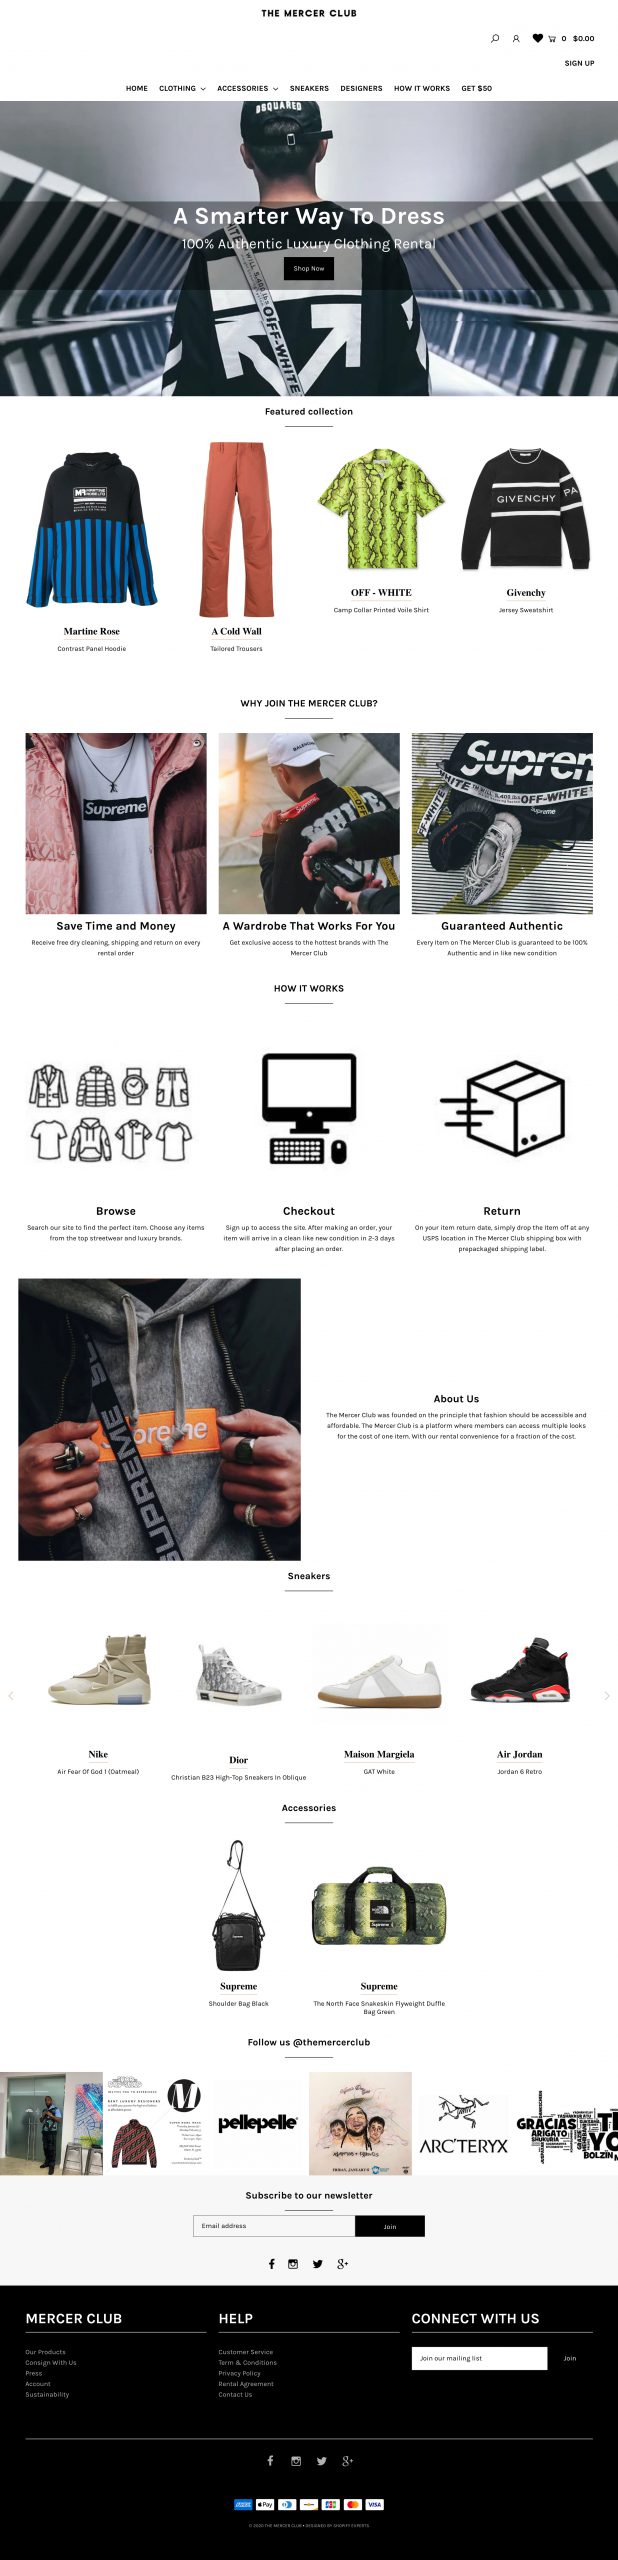 THE MERCER CLUB
0 $0.00
SIGN UP
HOME CLOTHING ACCESSORIES SNEAKERS DESIGNERS HOW IT WORKS GET $50
DSQUARED
A Smarter Way To Dress
100% Authentic Luxury Clothing Rental
Shop Now
OFF-WHITE
Featured collection
GIVENCHY
Martine Rose
Contrast Panel Hoodie
A Cold Wall
Tailored Trousers
OFF - WHITE
Camp Collar Printed Voile Shirt
Givenchy
Jersey Sweatshirt
WHY JOIN THE MERCER CLUB?
Supreme
Supreme
OFF-WHITE
Save Time and Money
Receive free dry cleaning, shipping and return on every
rental order
A Wardrobe That Works For You
Get exclusive access to the hottest brands with The
Mercer Club
Guaranteed Authentic
Every Item on The Mercer Club is guaranteed to be 100%
Authentic and in like new condition
HOW IT WORKS
Browse
Search our site to find the perfect item. Choose any items
from the top streetwear and luxury brands.
Checkout
Sign up to access the site. After making an order, your
item will arrive in a clean like new condition in 2-3 days
after placing an order.
Return
On your item return date, simply drop the item off at any
USPS location in The Mercer Club shipping box with
prepackaged shipping label.
SUPREME
About Us
The Mercer Club was founded on the principle that fashion should be accessible and
affordable. The Mercer Club is a platform where members can access multiple looks
for the cost of one item. With our rental convenience for a fraction of the cost.
Sneakers
Nike
Air Fear Of God 1 (Oatmeal)
Dior
Christian B23 High-Top Sneakers In Oblique
Maison Margiela
GAT White
Air Jordan
Jordan 6 Retro
Accessories
Supreme
Shoulder Bag Black
Supreme
The North Face Snakeskin Flyweight Duffle
Bag Green
Follow us @themercerclub
pellepelle
FRIDAY, JANUARY
ARC'TERYX
GRACIAS
ARIGATO
SHUKURIA
BOLZIN
Subscribe to our newsletter
Email address
Join
MERCER CLUB
Our Products
Consign With Us
Press
Account
Sustainability
HELP
Customer Service
Term & Conditions
Privacy Policy
Rental Agreement
Contact Us
CONNECT WITH US
Join our mailing list
Join
© 2020 THE MERCER CLUB • DESIGNED BY SHOPIFY EXPERTS